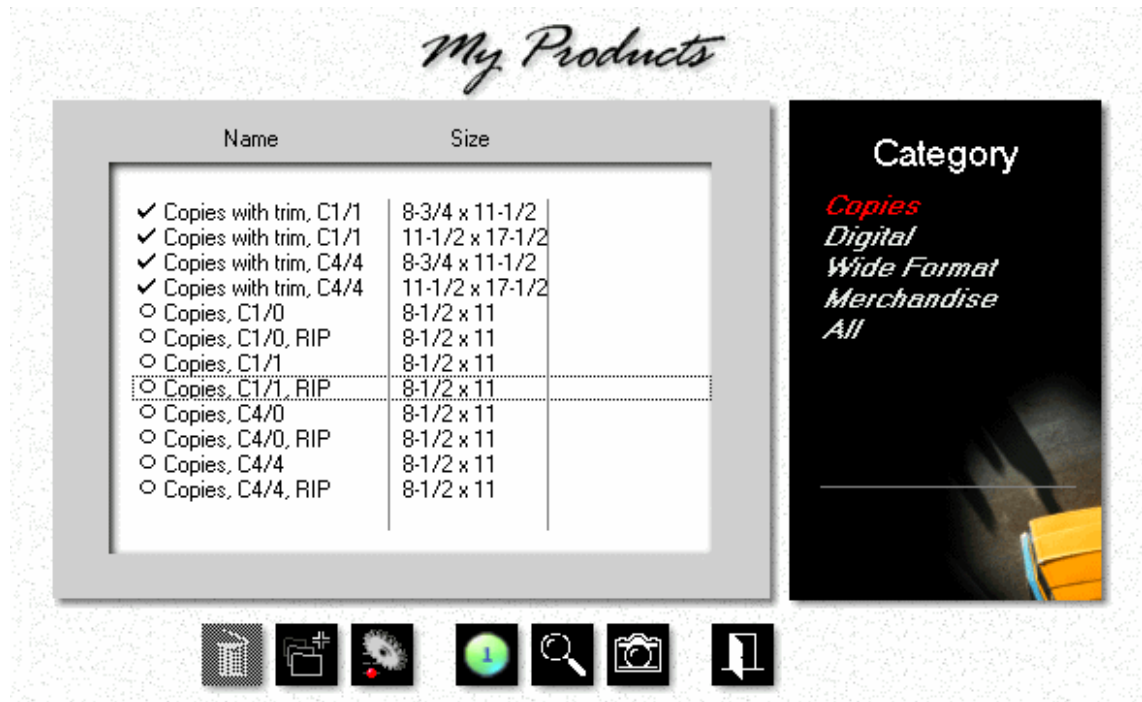 My Products
Name Size
Copies with trim, C1/1 8-3/4 x 11-1/2
Copies with trim, C1/1 11-1/2 x 17-1/2
Copies with trim, C4/4 8-3/4 x 11-1/2
Copies with trim, C4/4 11-1/2 x 17-1/2
Copies, C1/0 8-1/2 x 11
Copies, C1/0, RIP 8-1/2 x 11
Copies, C1/1 8-1/2 x 11
Copies, C1/1, RIP 8-1/2 x 11
Copies, C4/0 8-1/2 x 11
Copies, C4/0, RIP 8-1/2 x 11
Copies, C4/4 8-1/2 x 11
Copies, C4/4, RIP 8-1/2 x 11
Category
Copies
Digital
Wide Format
Merchandise
All
1